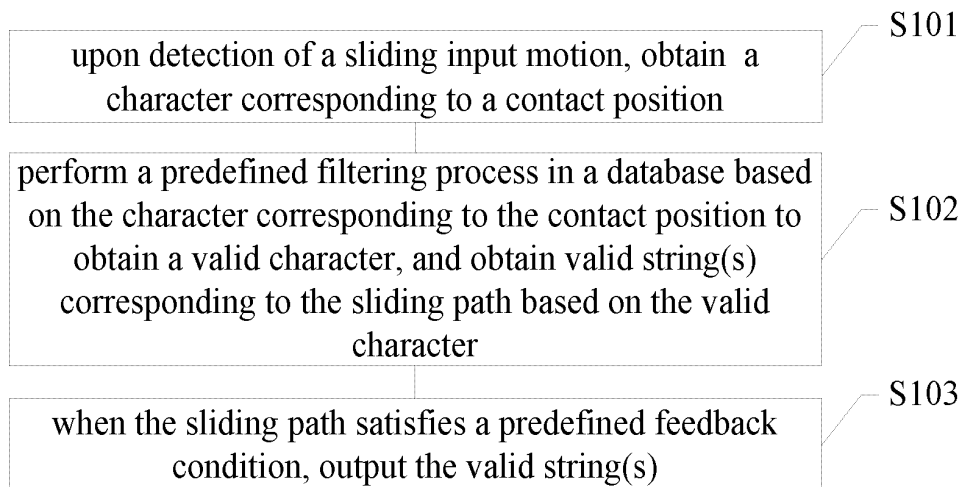 S101
upon detection of a sliding input motion, obtain a
character corresponding to a contact position
S102
perform a predefined filtering process in a database based
on the character corresponding to the contact position to
obtain a valid character, and obtain valid string(s)
corresponding to the sliding path based on the valid
character
S103
when the sliding path satisfies a predefined feedback
condition, output the valid string(s)